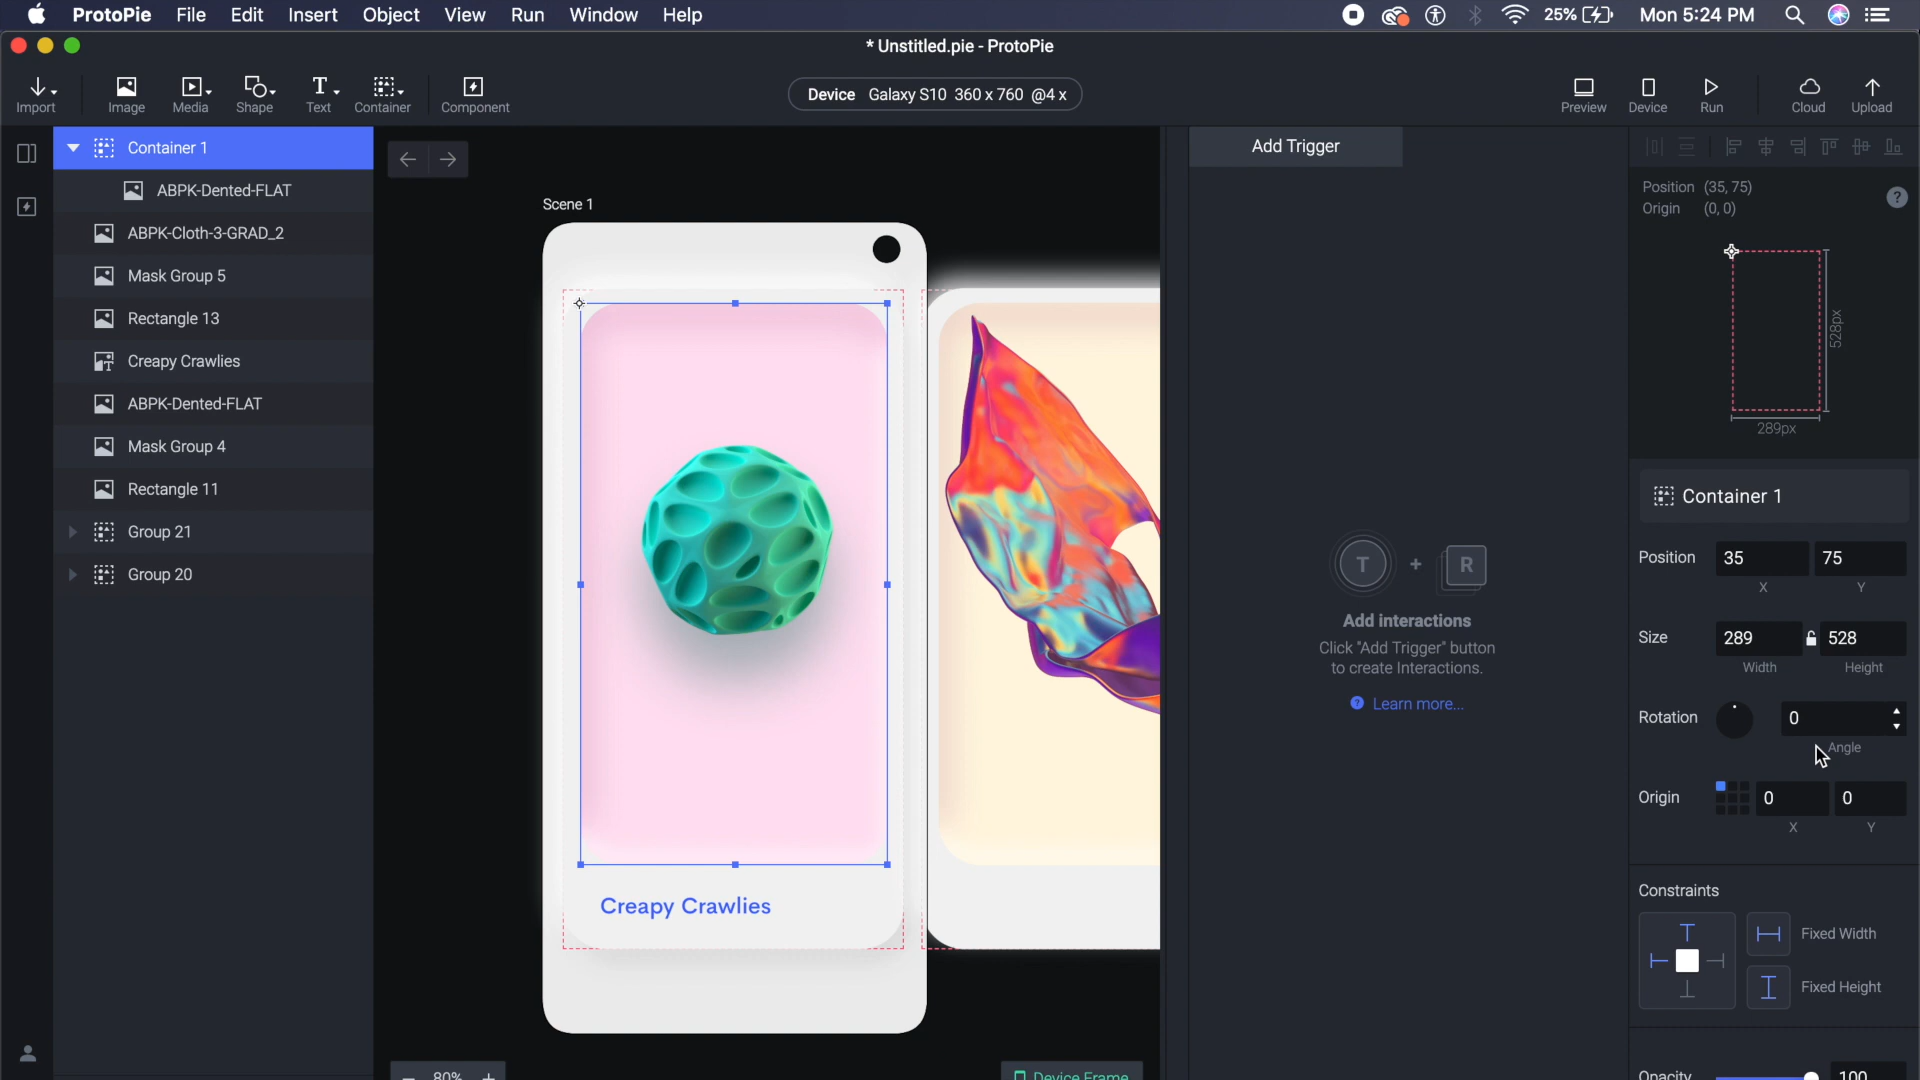 ProtoPie File Edit Insert Object View Run Window Help
25% Mon 5:24 PM
* Unstitled.pie - ProtoPie
Import Image Media Shape Text Container Component
Device Galaxy S10 360 x 760 @4 x
Preview Device Run Cloud Upload
Container 1
ABPK-Dented-FLAT
ABPK-Cloth-3-GRAD_2
Mask Group 5
Rectangle 13
Creapy Crawlies
ABPK-Dented-FLAT
Mask Group 4
Rectangle 11
Group 21
Group 20
Scene 1
Creapy Crawlies
80%
Device Frame
Add Trigger
T + R
Add interactions
Click "Add Trigger" button
to create Interactions.
? Learn more...
Position (35, 75)
Origin (0, 0)
?
528px
289px
Container 1
Position 35 75
X Y
Size 289 528
Width Height
Rotation 0
Angle
Origin 0 0
X Y
Constraints
Fixed Width
Fixed Height
Opacity 100